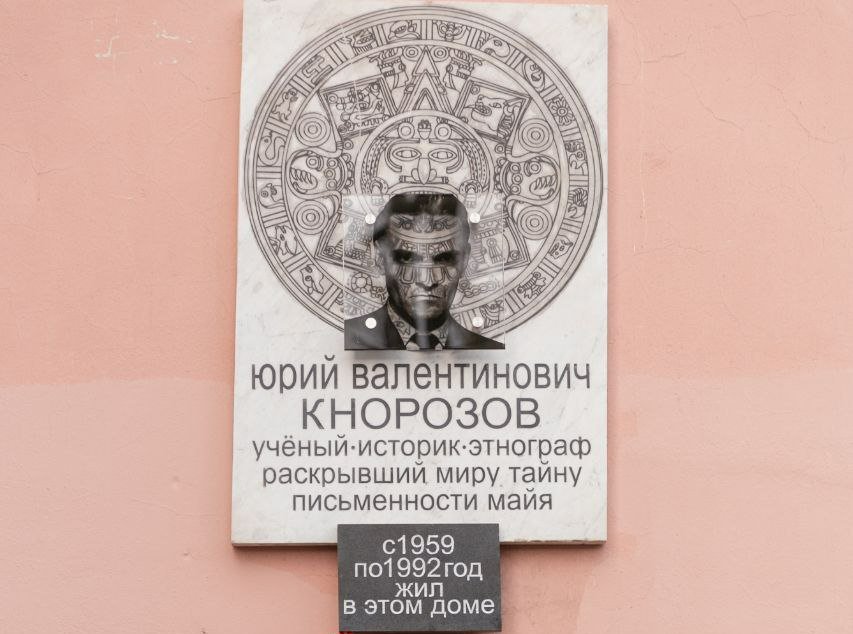 юрий валентинович
КНОРОЗОВ
учёный·историк·этнограф
раскрывший миру тайну
письменности майя
с1959
по1992год
жил
в этом доме